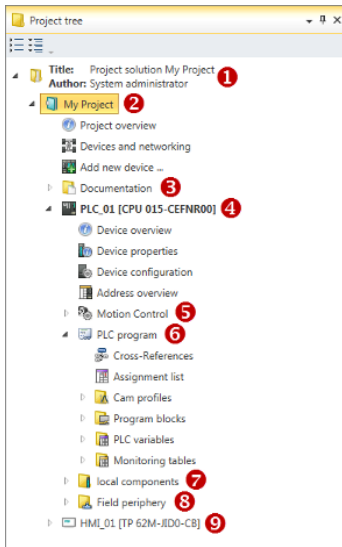 Project tree
Title: Project solution My Project 1
Author: System administrator
My Project 2
Project overview
Devices and networking
Add new device ...
Documentation 3
PLC_01 [CPU 015-CEFNR00] 4
Device overview
Device properties
Device configuration
Address overview
Motion Control 5
PLC program 6
Cross-References
Assignment list
Cam profiles
Program blocks
PLC variables
Monitoring tables
local components 7
Field periphery 8
HMI_01 [TP 62M-JID0-CB] 9